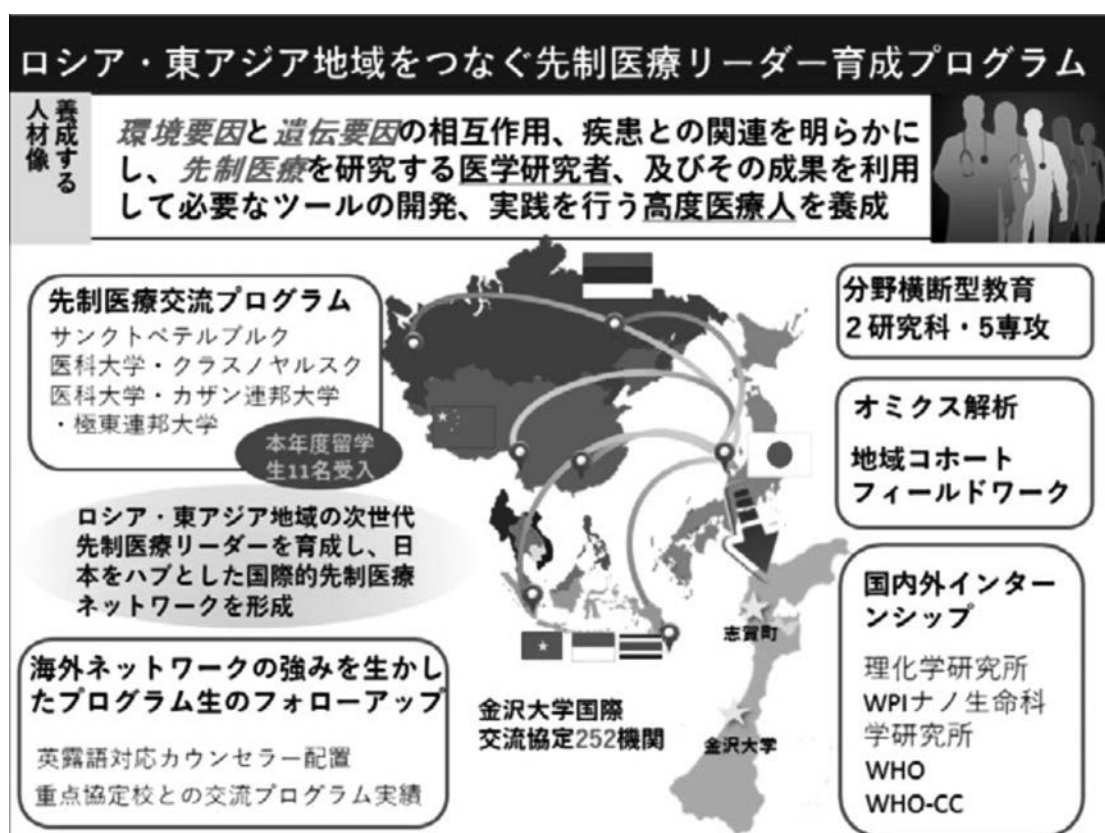 ロシア・東アジア地域をつなぐ先制医療リーダー育成プログラム
養成する
人材像
環境要因と遺伝要因の相互作用、疾患との関連を明らかに
し、先制医療を研究する医学研究者、及びその成果を利用
して必要なツールの開発、実践を行う高度医療人を養成
先制医療交流プログラム
サンクトペテルブルク
医科大学・クラスノヤルスク
医科大学・カザン連邦大学
・極東連邦大学
本年度留学
生11名受入
ロシア・東アジア地域の次世代
先制医療リーダーを育成し、日
本をハブとした国際的先制医療
ネットワークを形成
海外ネットワークの強みを生かし
たプログラム生のフォローアップ
英露語対応カウンセラー配置
重点協定校との交流プログラム実績
金沢大学国際
交流協定252機関
志賀町
金沢大学
分野横断型教育
２研究科・5専攻
オミクス解析
地域コホート
フィールドワーク
国内外インター
ンシップ
理化学研究所
WPIナノ生命科
学研究所
WHO
WHO-CC